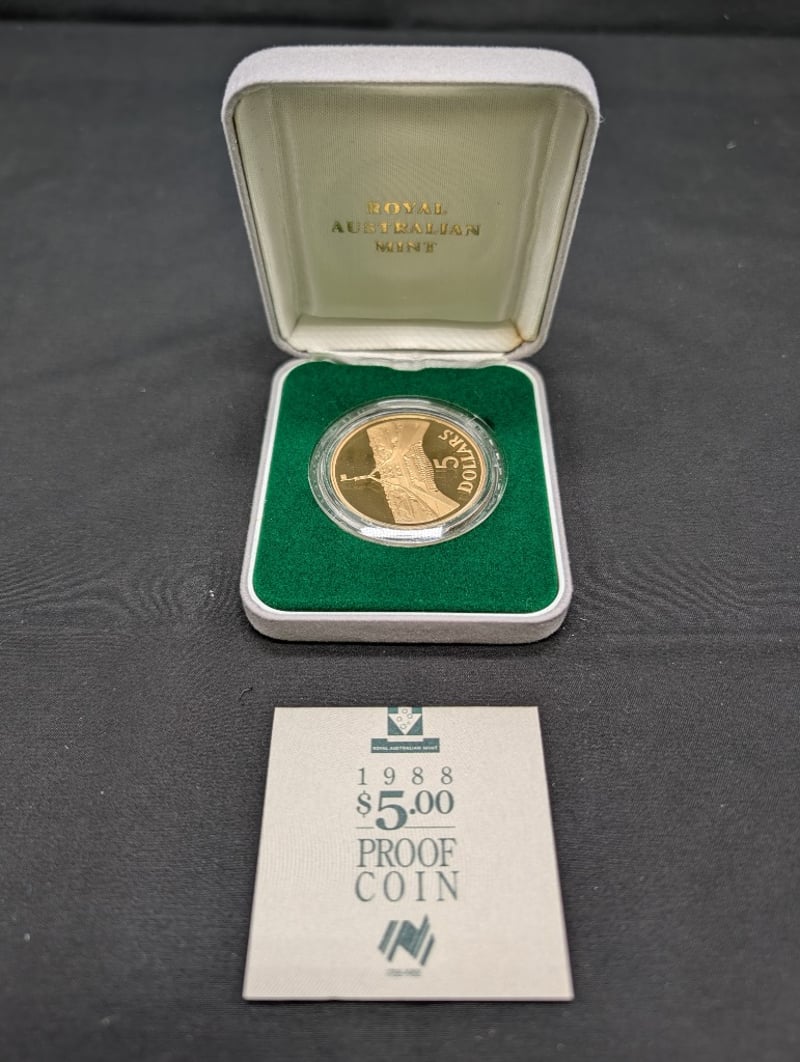 ROYAL
AUSTRALIAN
MINT
5
DOLLARS
ROYAL AUSTRALIAN MINT
1988
$5.00
PROOF
COIN